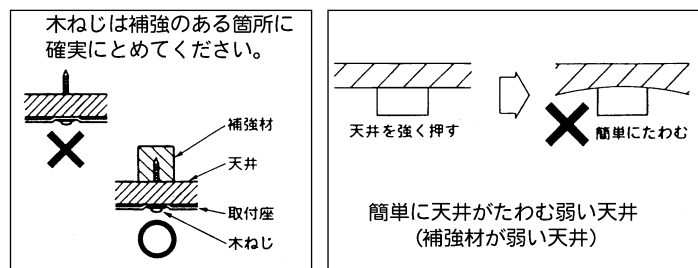 木ねじは補強のある箇所に
確実にとめてください。
補強材
天井
取付座
木ねじ
天井を強く押す
簡単にたわむ
簡単に天井がたわむ弱い天井
(補強材が弱い天井)